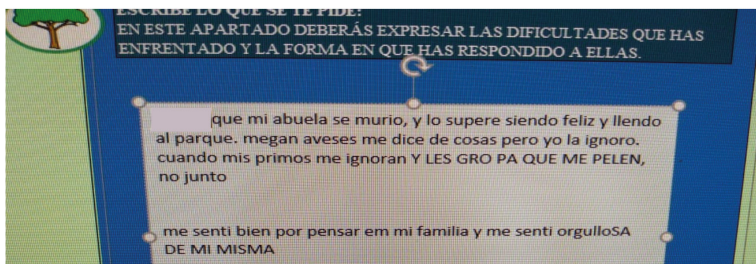 ESCRIBE LO QUE SE TE PIDE:
EN ESTE APARTADO DEBERÁS EXPRESAR LAS DIFICULTADES QUE HAS
ENFRENTADO Y LA FORMA EN QUE HAS RESPONDIDO A ELLAS.
que mi abuela se murio, y lo supere siendo feliz y llendo
al parque. megan aveses me dice de cosas pero yo la ignoro.
cuando mis primos me ignoran Y LES GRO PA QUE ME PELEN,
no junto
me senti bien por pensar em mi familia y me senti orgulloSA
DE MI MISMA